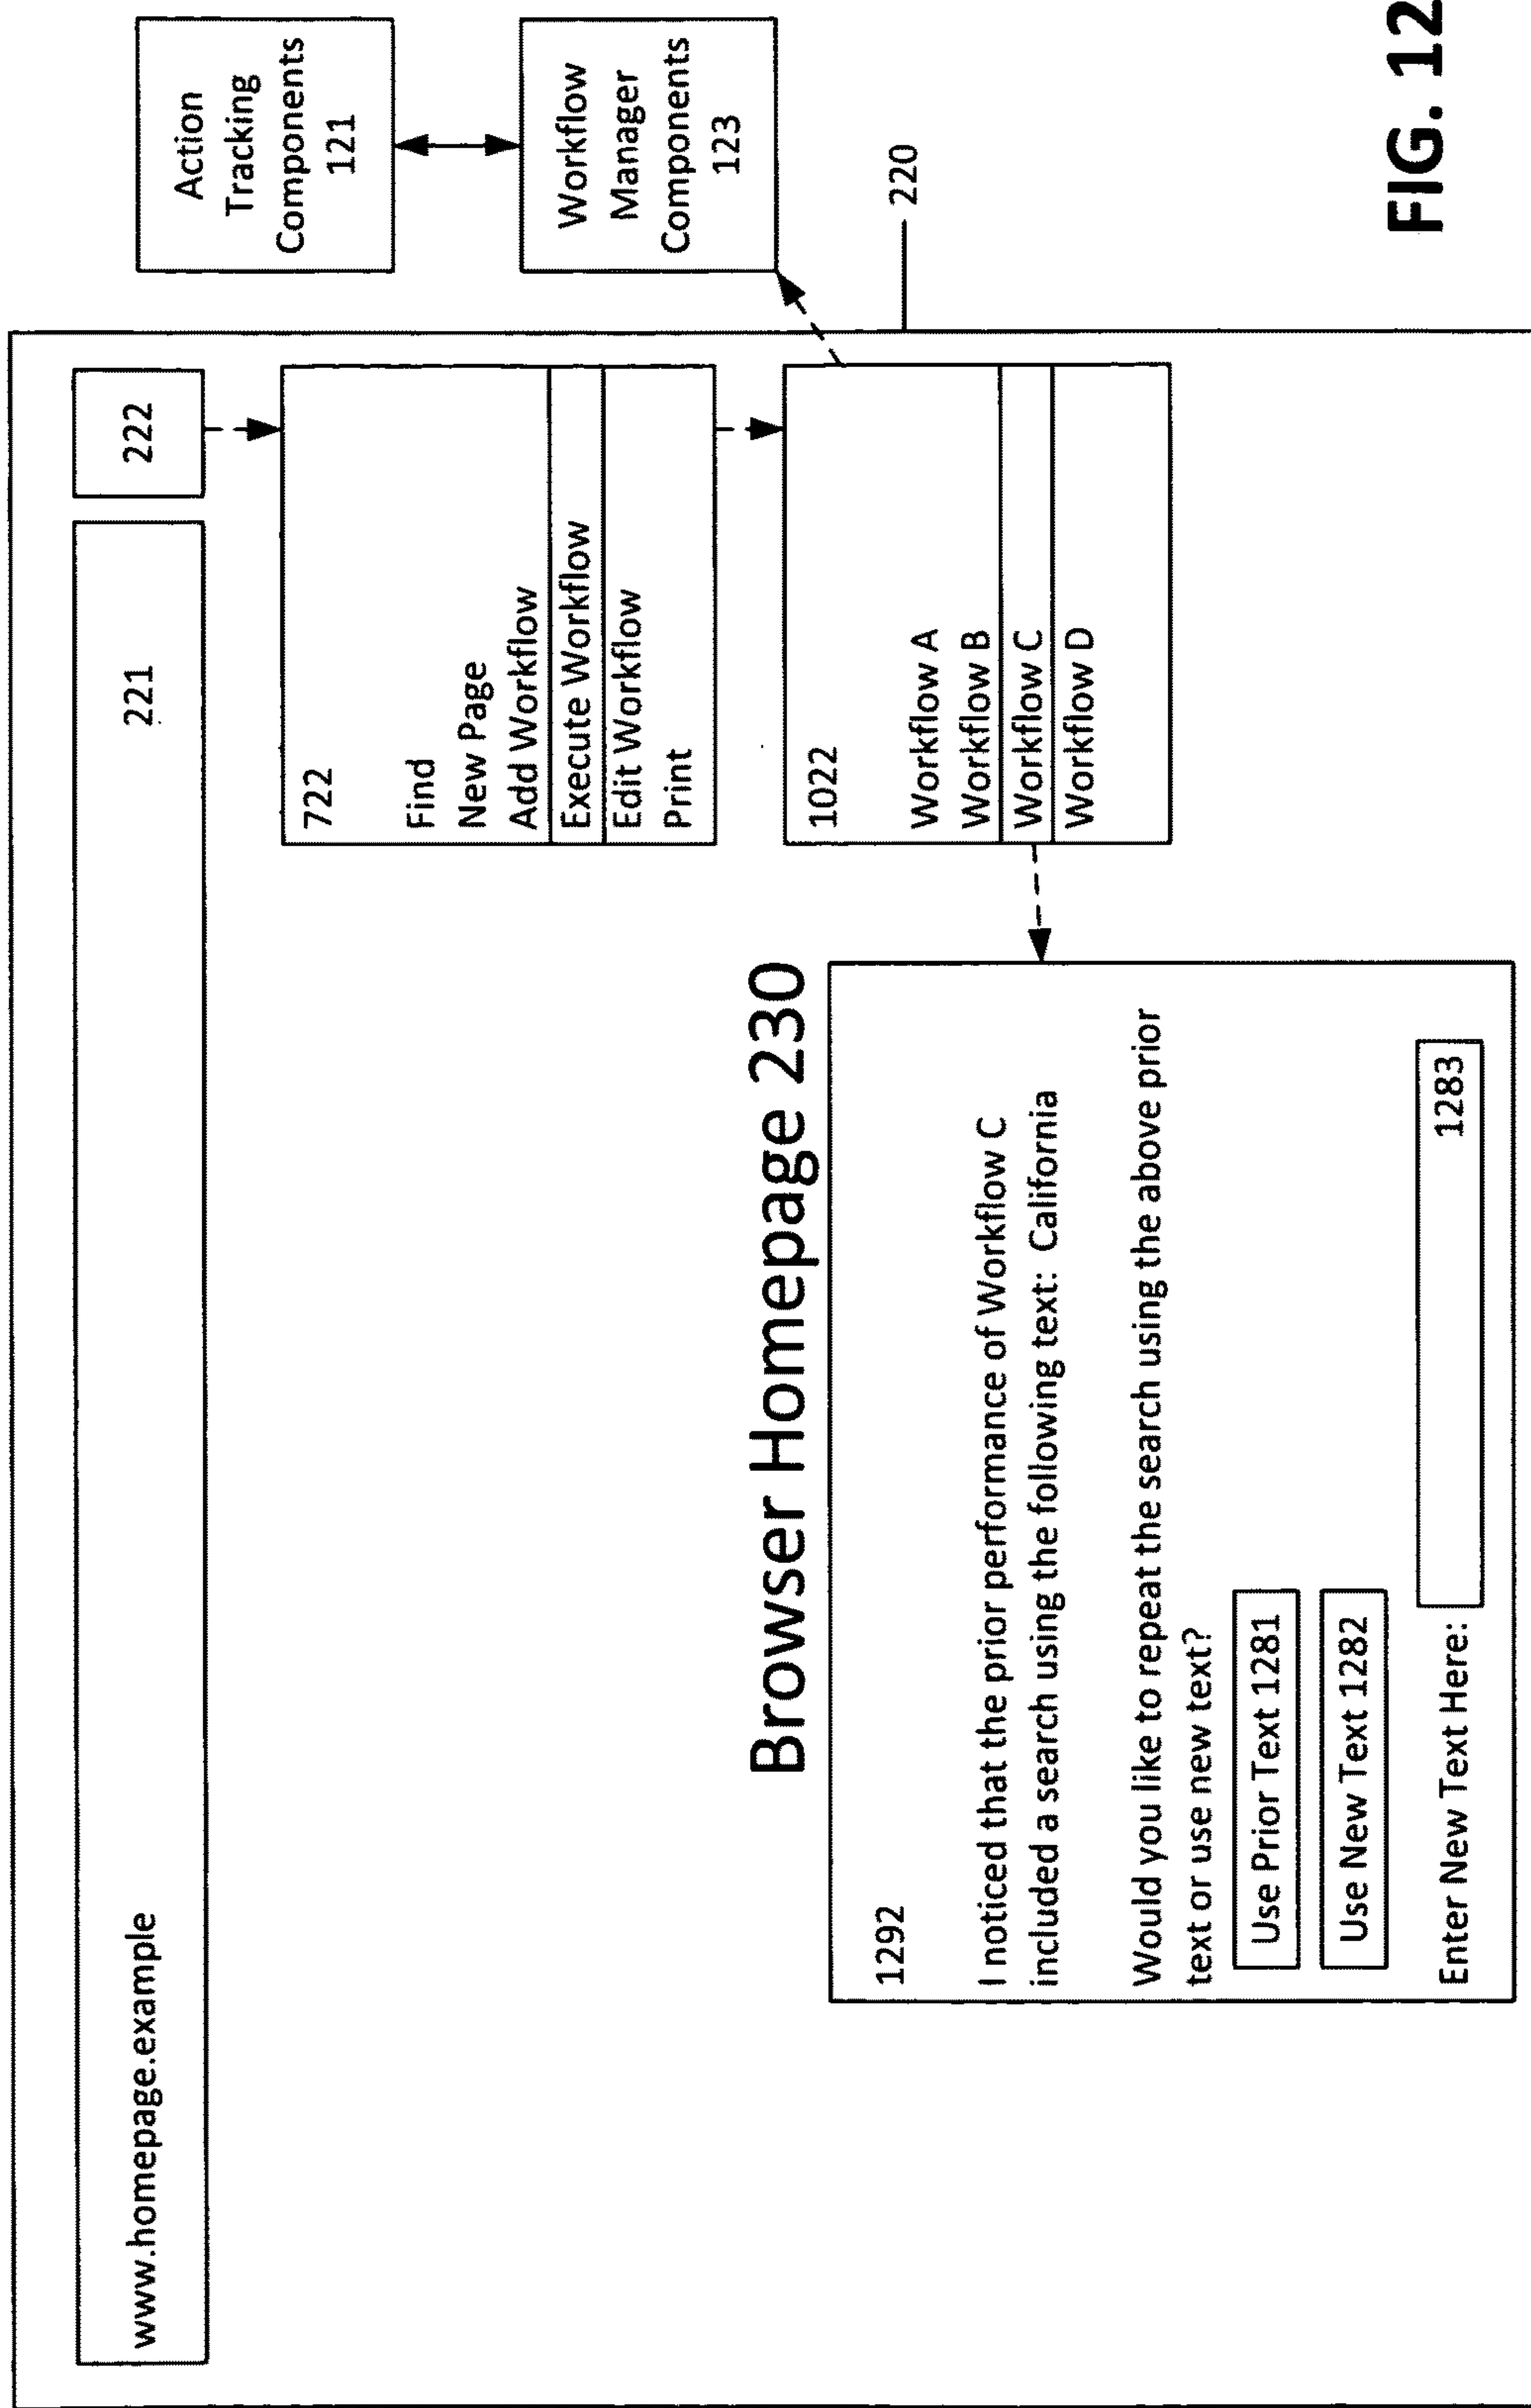 www.homepage.example
221
222
722
Find
New Page
Add Workflow
Execute Workflow
Edit Workflow
Print
Action
Tracking
Components
121
Workflow
Manager
Components
123
220
1022
Workflow A
Workflow B
Workflow C
Workflow D
Browser Homepage 230
1292
I noticed that the prior performance of Workflow C
included a search using the following text: California
Would you like to repeat the search using the above prior
text or use new text?
Use Prior Text 1281
Use New Text 1282
Enter New Text Here:
1283
FIG. 12